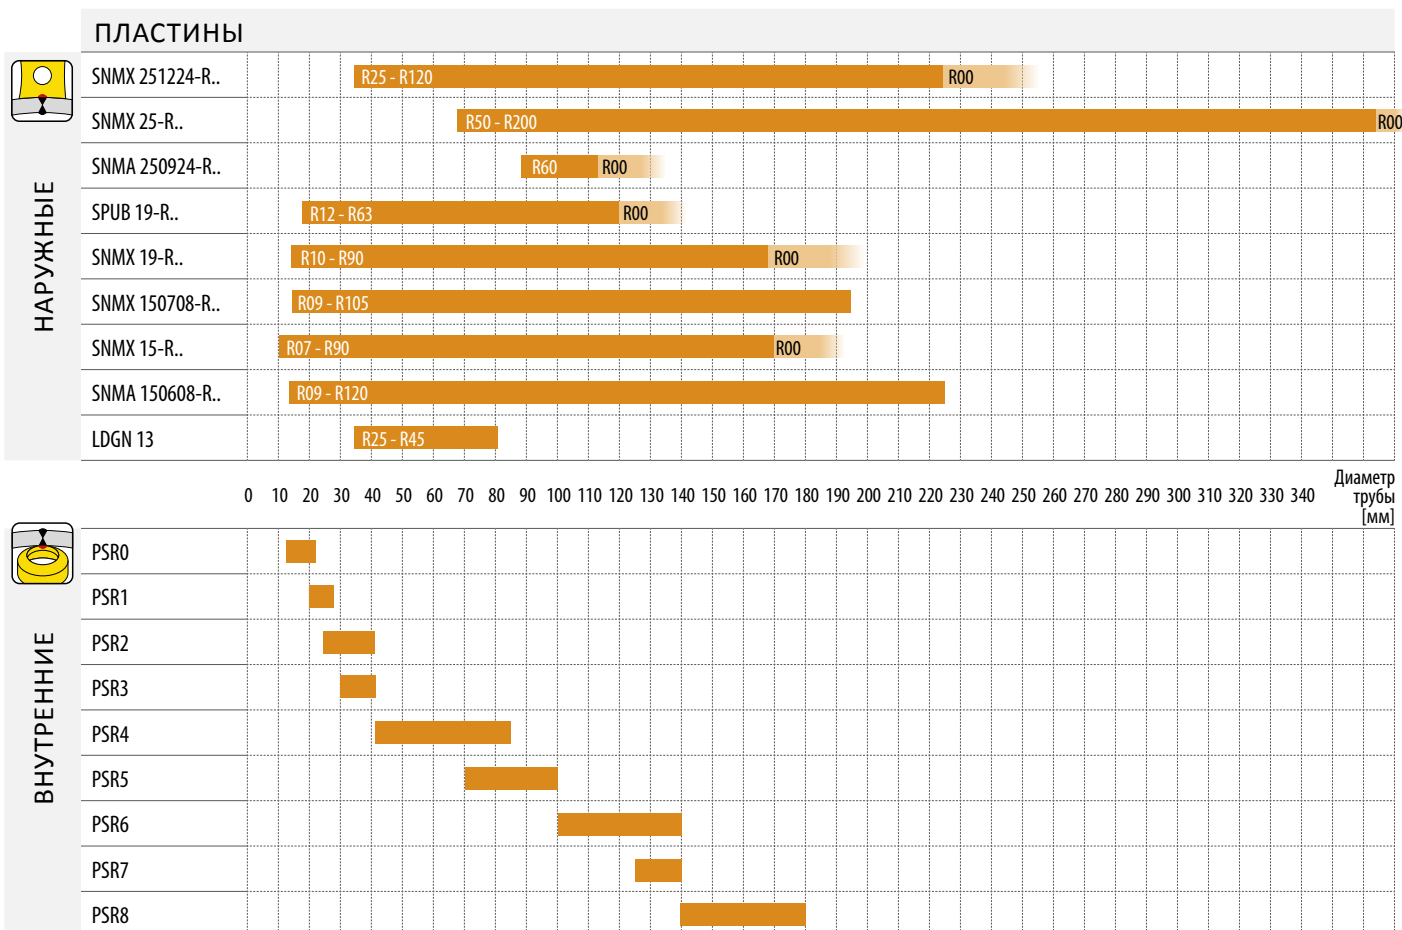 ПЛАСТИНЫ
НАРУЖНЫЕ
SNMX 251224-R.. R25 - R120 R00
SNMX 25-R.. R50 - R200 R00
SNMA 250924-R.. R60 R00
SPUB 19-R.. R12 - R63 R00
SNMX 19-R.. R10 - R90 R00
SNMX 150708-R.. R09 - R105
SNMX 15-R.. R07 - R90 R00
SNMA 150608-R.. R09 - R120
LDGN 13 R25 - R45
0 10 20 30 40 50 60 70 80 90 100 110 120 130 140 150 160 170 180 190 200 210 220 230 240 250 260 270 280 290 300 310 320 330 340
Диаметр
трубы
[мм]
ВНУТРЕННИЕ
PSR0
PSR1
PSR2
PSR3
PSR4
PSR5
PSR6
PSR7
PSR8